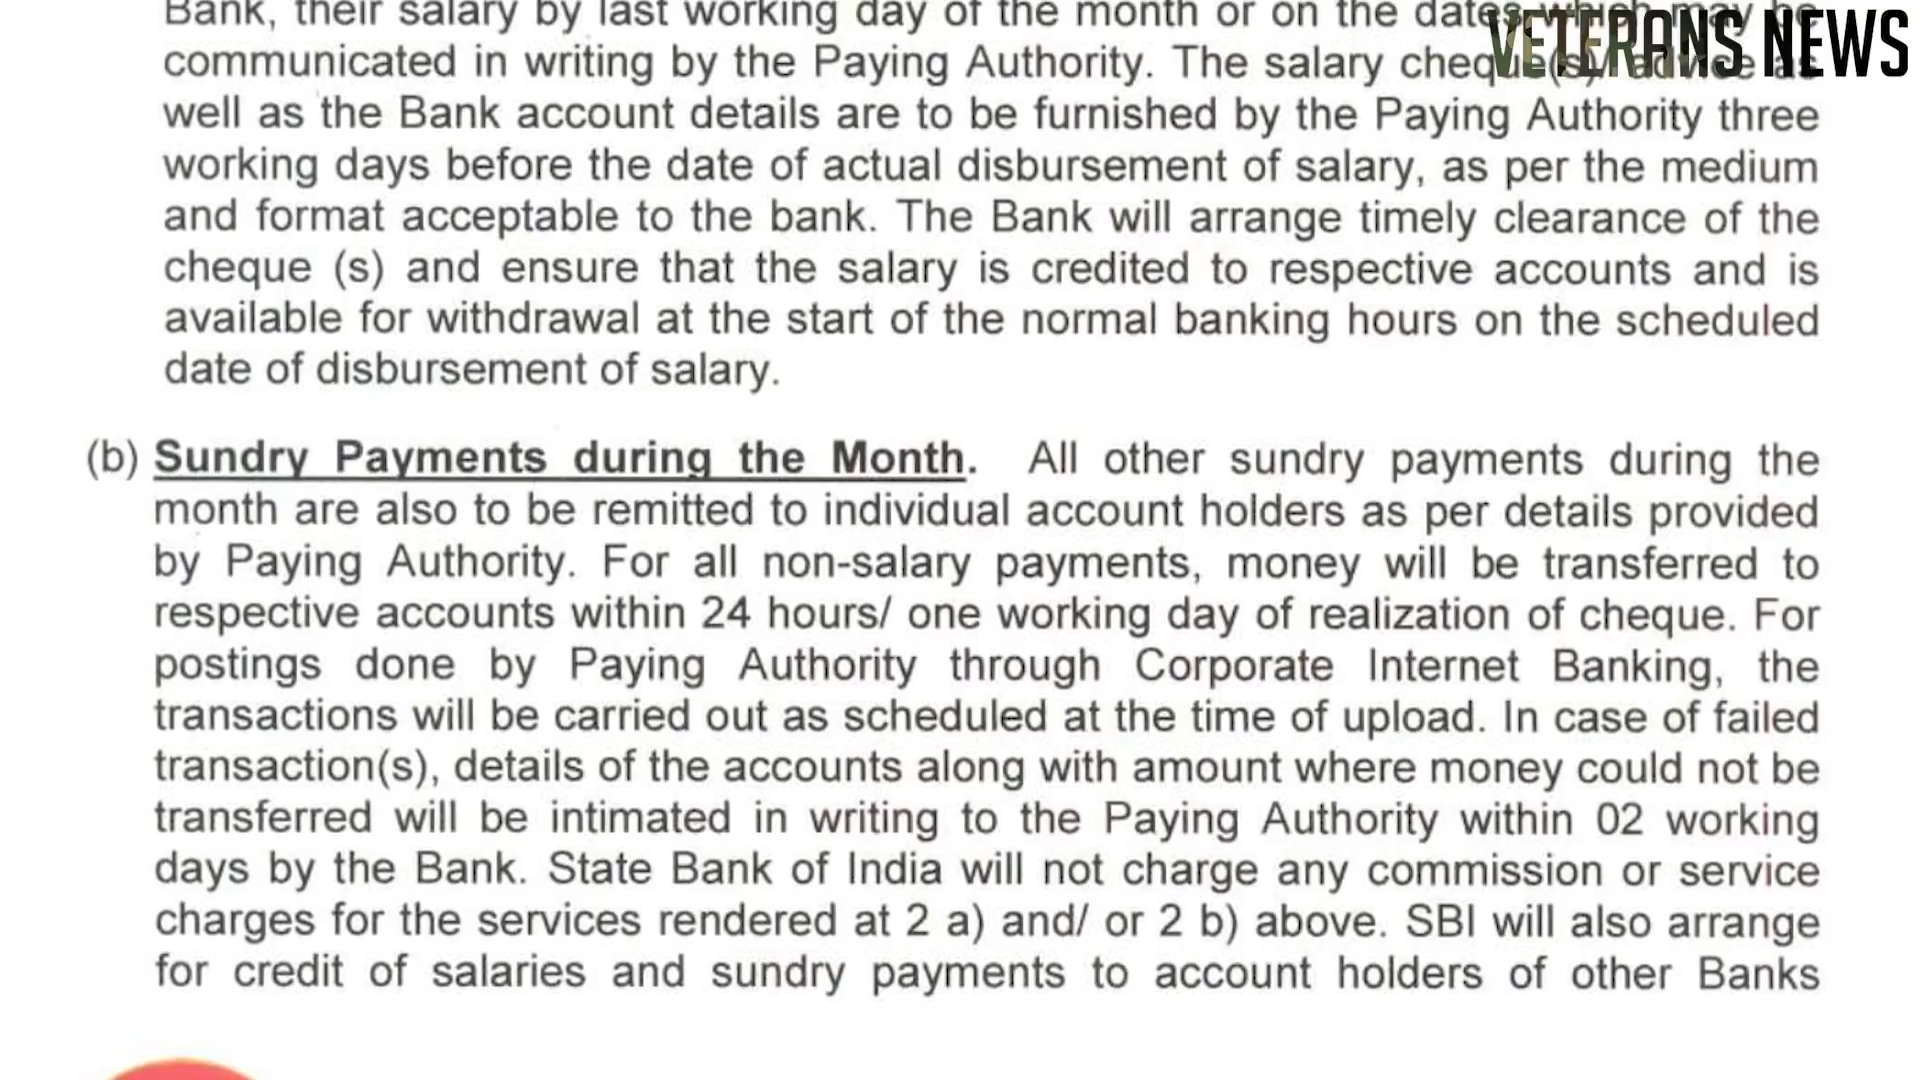 Bank, their salary by last working day of the month or on the dates which may be
VETERANS NEWS
communicated in writing by the Paying Authority. The salary cheque(s)/ advice as
well as the Bank account details are to be furnished by the Paying Authority three
working days before the date of actual disbursement of salary, as per the medium
and format acceptable to the bank. The Bank will arrange timely clearance of the
cheque (s) and ensure that the salary is credited to respective accounts and is
available for withdrawal at the start of the normal banking hours on the scheduled
date of disbursement of salary.
(b) Sundry Payments during the Month. All other sundry payments during the
month are also to be remitted to individual account holders as per details provided
by Paying Authority. For all non-salary payments, money will be transferred to
respective accounts within 24 hours/ one working day of realization of cheque. For
postings done by Paying Authority through Corporate Internet Banking, the
transactions will be carried out as scheduled at the time of upload. In case of failed
transaction(s), details of the accounts along with amount where money could not be
transferred will be intimated in writing to the Paying Authority within 02 working
days by the Bank. State Bank of India will not charge any commission or service
charges for the services rendered at 2 a) and/ or 2 b) above. SBI will also arrange
for credit of salaries and sundry payments to account holders of other Banks